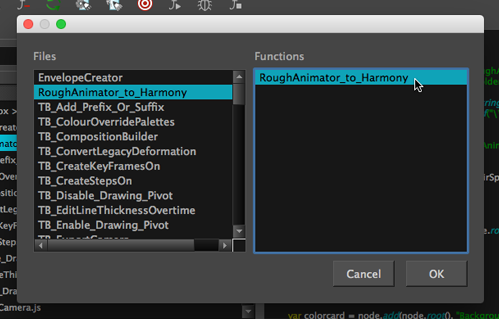 Files
Functions
EnvelopeCreator
RoughAnimator_to_Harmony
TB_Add_Prefix_Or_Suffix
TB_ColourOverridePalettes
TB_CompositionBuilder
TB_ConvertLegacyDeformation
TB_CreateKeyFramesOn
TB_CreateStepsOn
TB_Disable_Drawing_Pivot
TB_EditLineThicknessOvertime
TB_Enable_Drawing_Pivot
TB_ExportCamera
RoughAnimator_to_Harmony
Cancel
OK
Camera.js
var colorcard = node.add(node.root(), "Backgrou